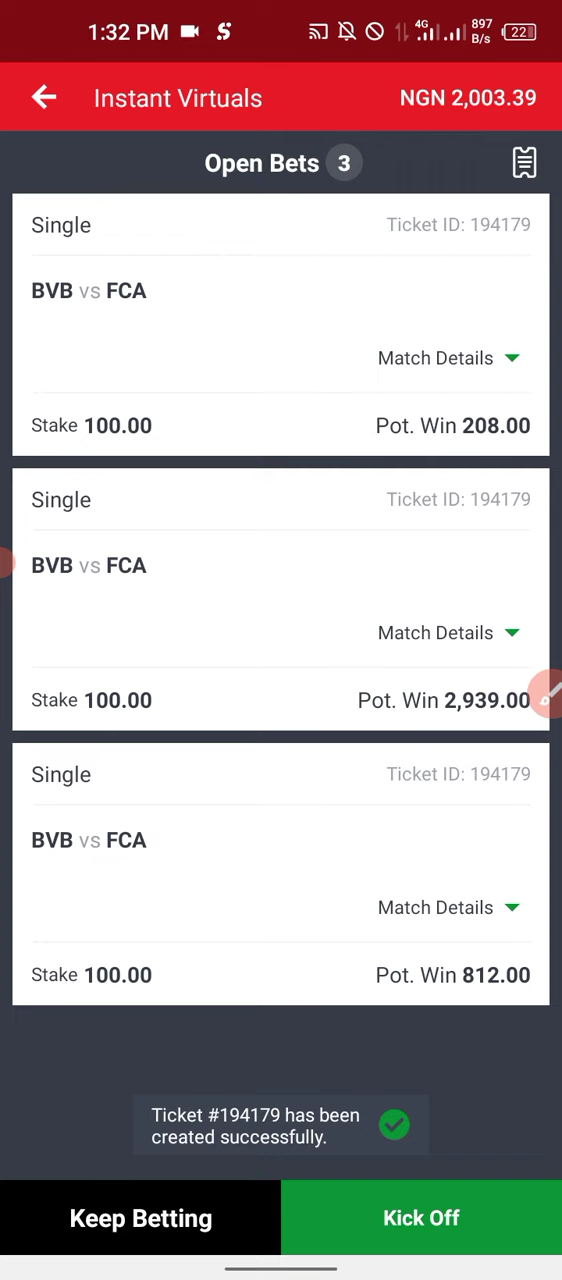 1:32 PM
4G
897
B/s
22
Instant Virtuals
NGN 2,003.39
Open Bets 3
Single
Ticket ID: 194179
BVB vs FCA
Match Details
Stake 100.00
Pot. Win 208.00
Single
Ticket ID: 194179
BVB vs FCA
Match Details
Stake 100.00
Pot. Win 2,939.00
Single
Ticket ID: 194179
BVB vs FCA
Match Details
Stake 100.00
Pot. Win 812.00
Ticket #194179 has been
created successfully.
Keep Betting
Kick Off